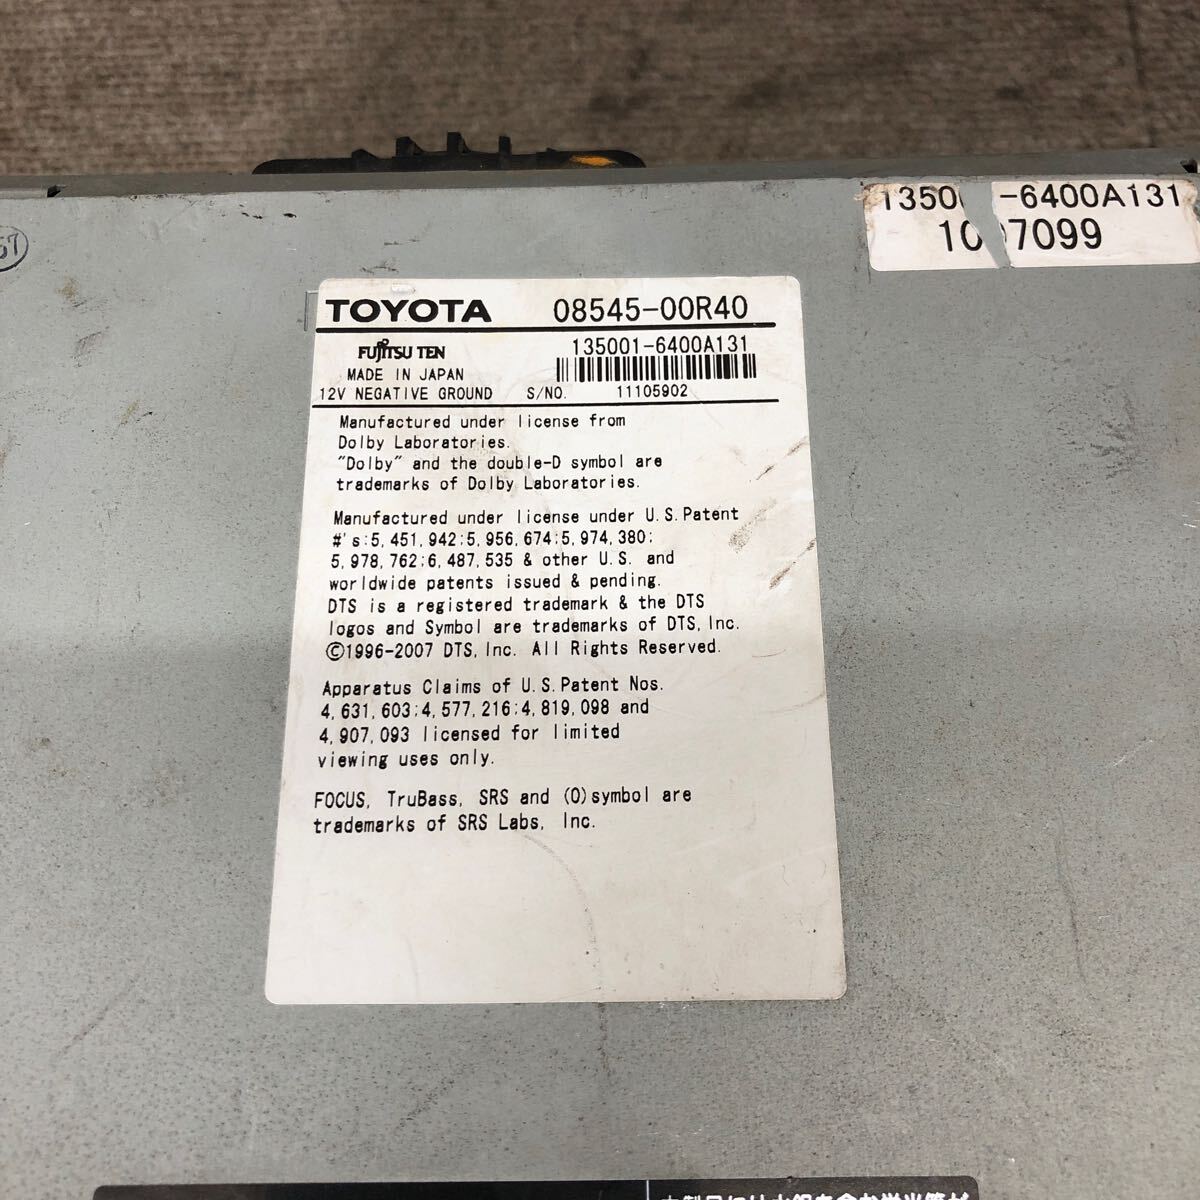 67
1350 -6400A131
10 7099
TOYOTA 08545-00R40
FUJITSU TEN 135001-6400A131
MADE IN JAPAN
12V NEGATIVE GROUND S/NO. 11105902
Manufactured under license from
Dolby Laboratories.
"Dolby" and the double-D symbol are
trademarks of Dolby Laboratories.
Manufactured under license under U.S.Patent
#'s:5,451,942;5,956,674;5,974,380;
5,978,762;6,487,535 & other U.S. and
worldwide patents issued & pending.
DTS is a registered trademark & the DTS
logos and Symbol are trademarks of DTS,Inc.
©1996-2007 DTS,Inc. All Rights Reserved.
Apparatus Claims of U.S.Patent Nos.
4,631,603;4,577,216;4,819,098 and
4,907,093 licensed for limited
viewing uses only.
FOCUS, TruBass, SRS and (O)symbol are
trademarks of SRS Labs, Inc.